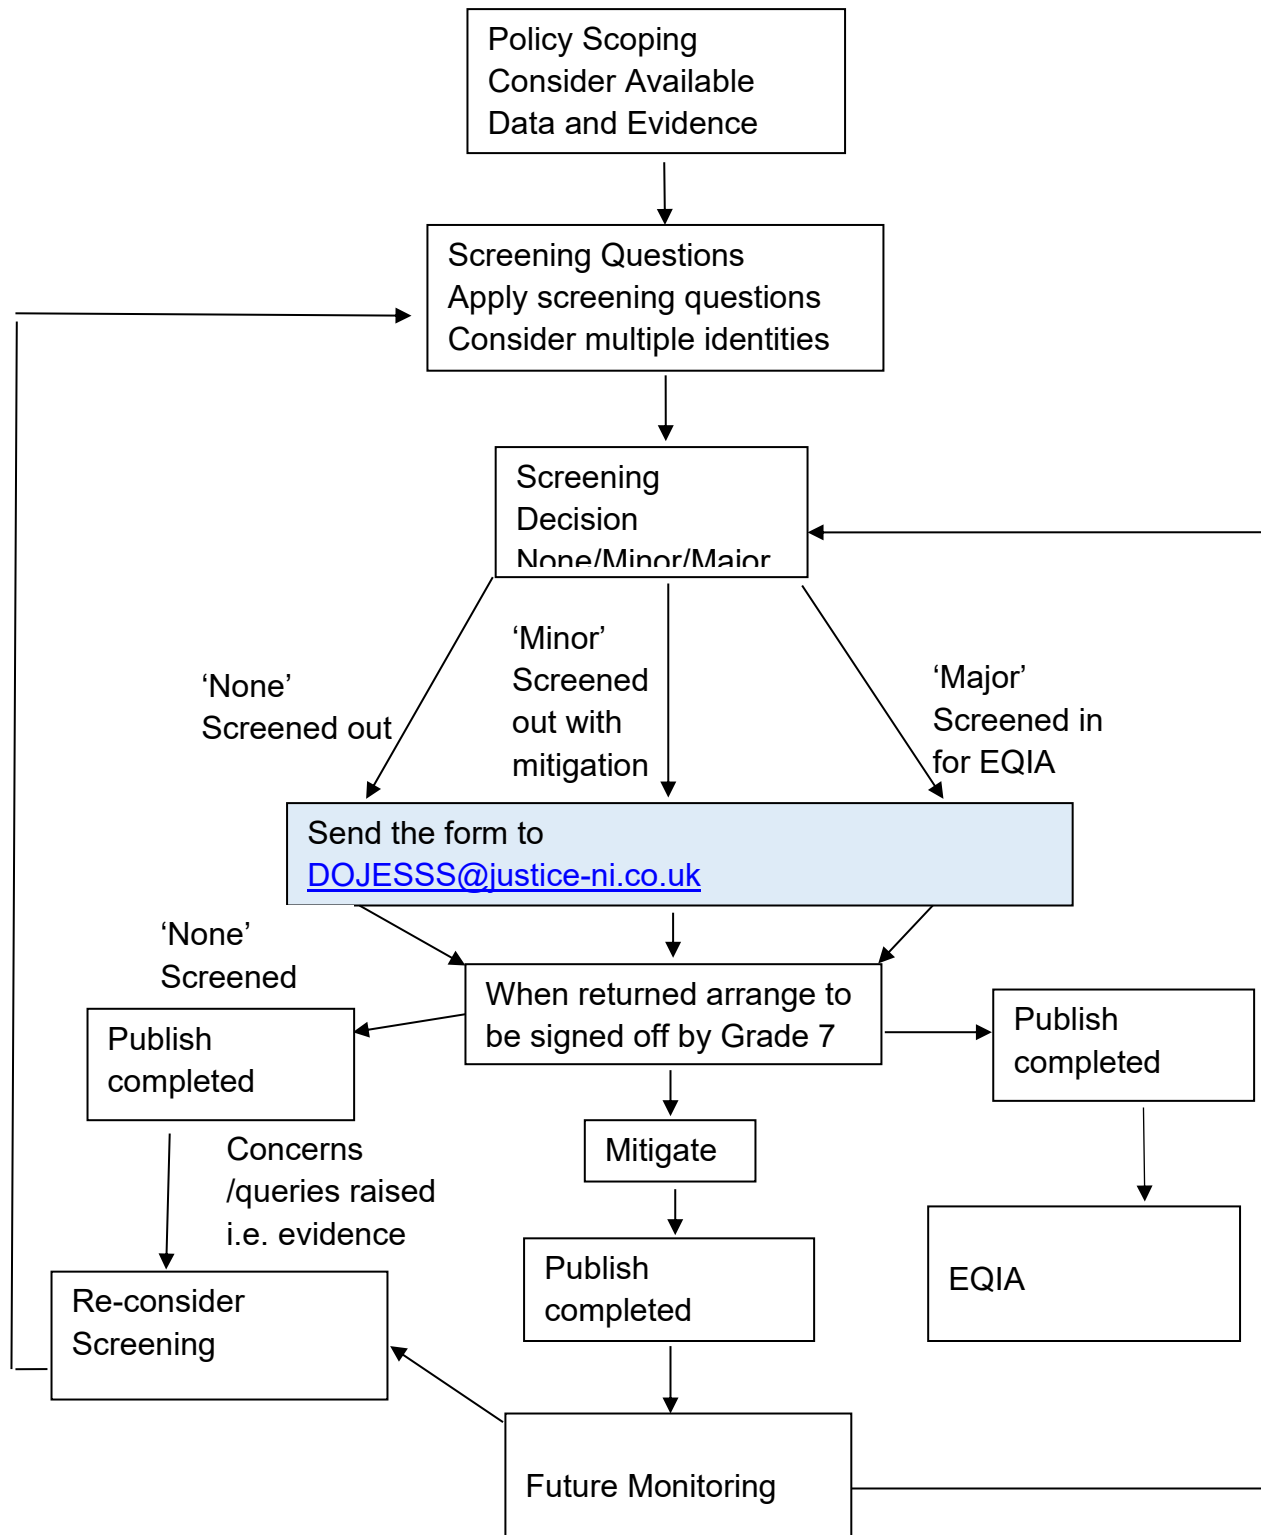 Policy Scoping
Consider Available
Data and Evidence
Screening Questions
Apply screening questions
Consider multiple identities
Screening
Decision
None/Minor/Major
‘None’
Screened out
‘Minor’
Screened
out with
mitigation
‘Major’
Screened in
for EQIA
Send the form to
DOJESSS@justice-ni.co.uk
‘None’
Screened
When returned arrange to
be signed off by Grade 7
Publish
completed
Publish
completed
Concerns
/queries raised
i.e. evidence
Mitigate
Publish
completed
EQIA
Re-consider
Screening
Future Monitoring